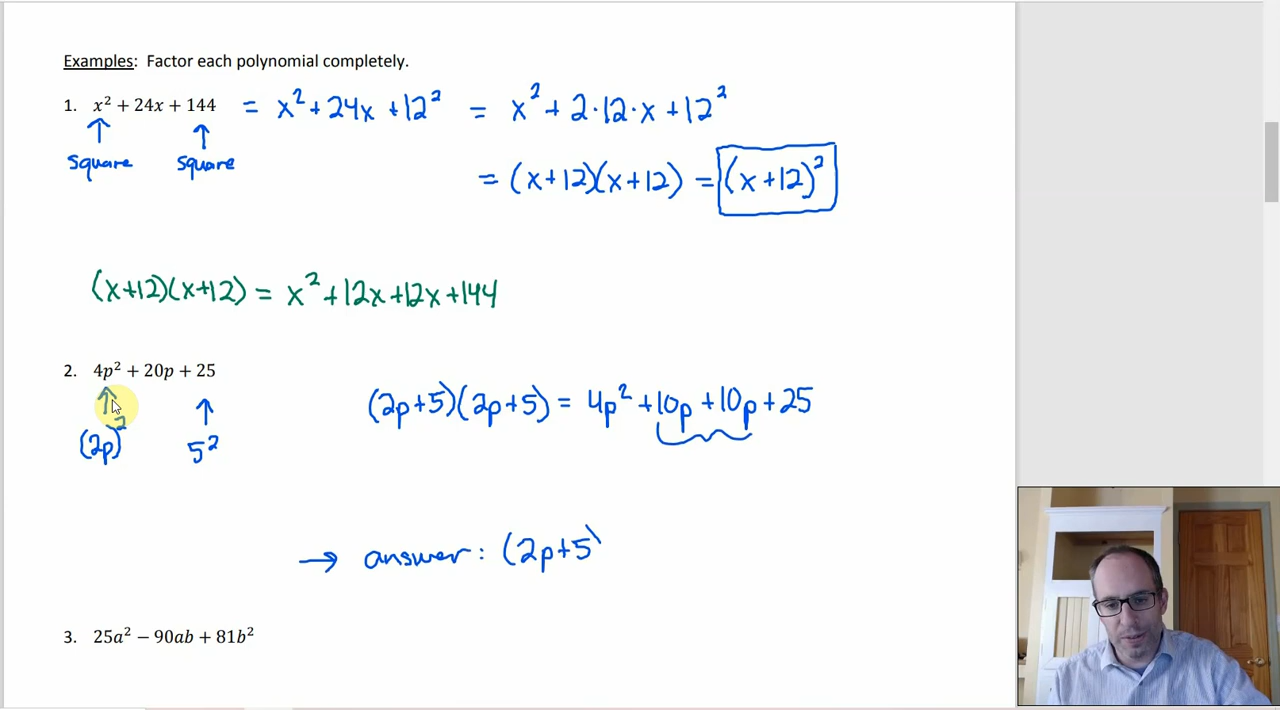 Examples: Factor each polynomial completely.
1. x² + 24x + 144 = x² + 24x + 12² = x² + 2·12·x + 12²
Square Square
= (x+12)(x+12) = (x+12)²
(x+12)(x+12) = x² + 12x + 12x + 144
2. 4p² + 20p + 25
(2p+5)(2p+5) = 4p² + 10p + 10p + 25
(2p)² 5²
→ answer: (2p+5)
3. 25a² − 90ab + 81b²